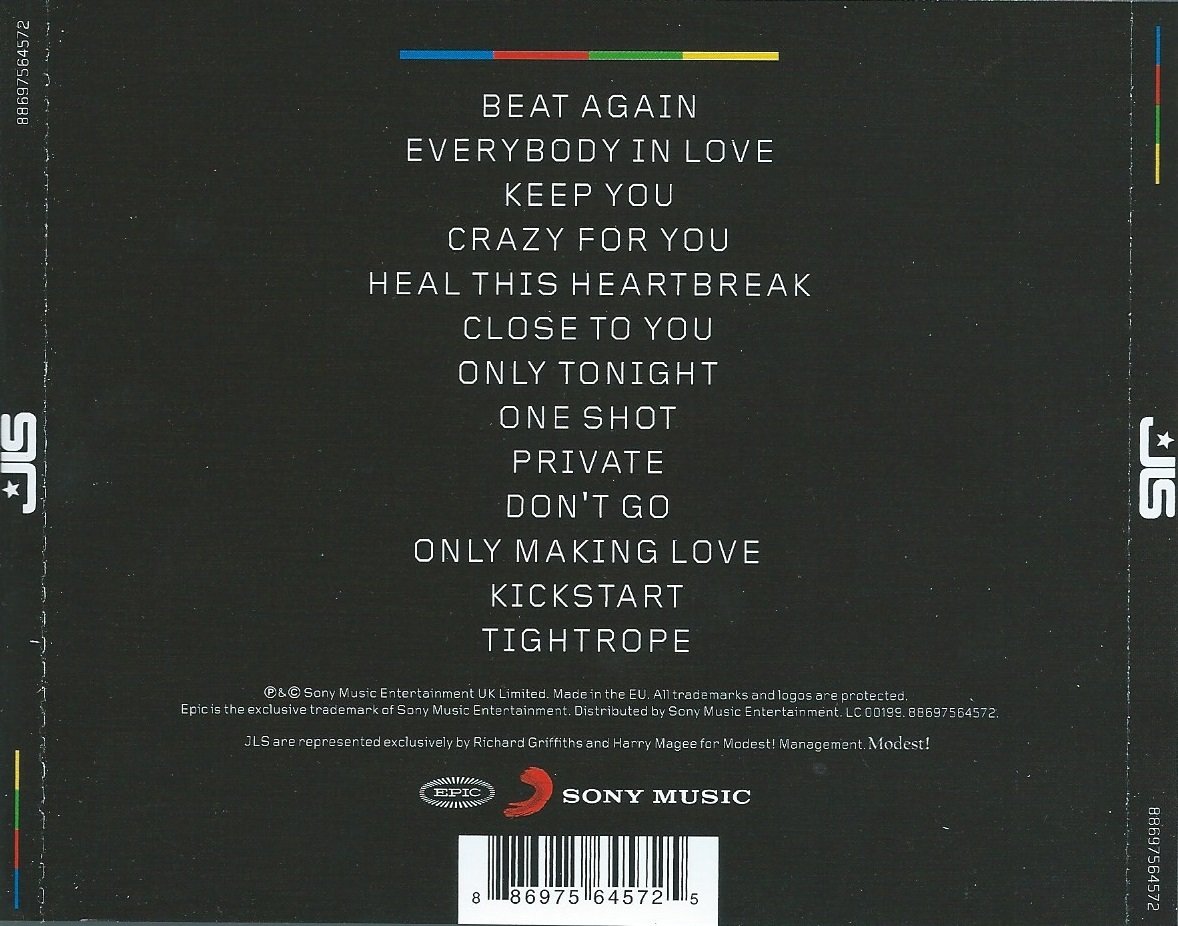 88697564572
JLS
BEAT AGAIN
EVERYBODY IN LOVE
KEEP YOU
CRAZY FOR YOU
HEAL THIS HEARTBREAK
CLOSE TO YOU
ONLY TONIGHT
ONE SHOT
PRIVATE
DON'T GO
ONLY MAKING LOVE
KICKSTART
TIGHTROPE
℗&© Sony Music Entertainment UK Limited. Made in the EU. All trademarks and logos are protected.
Epic is the exclusive trademark of Sony Music Entertainment. Distributed by Sony Music Entertainment. LC 00199. 88697564572.
JLS are represented exclusively by Richard Griffiths and Harry Magee for Modest! Management. Modest!
EPIC SONY MUSIC
8 86975 64572 5
JLS
88697564572